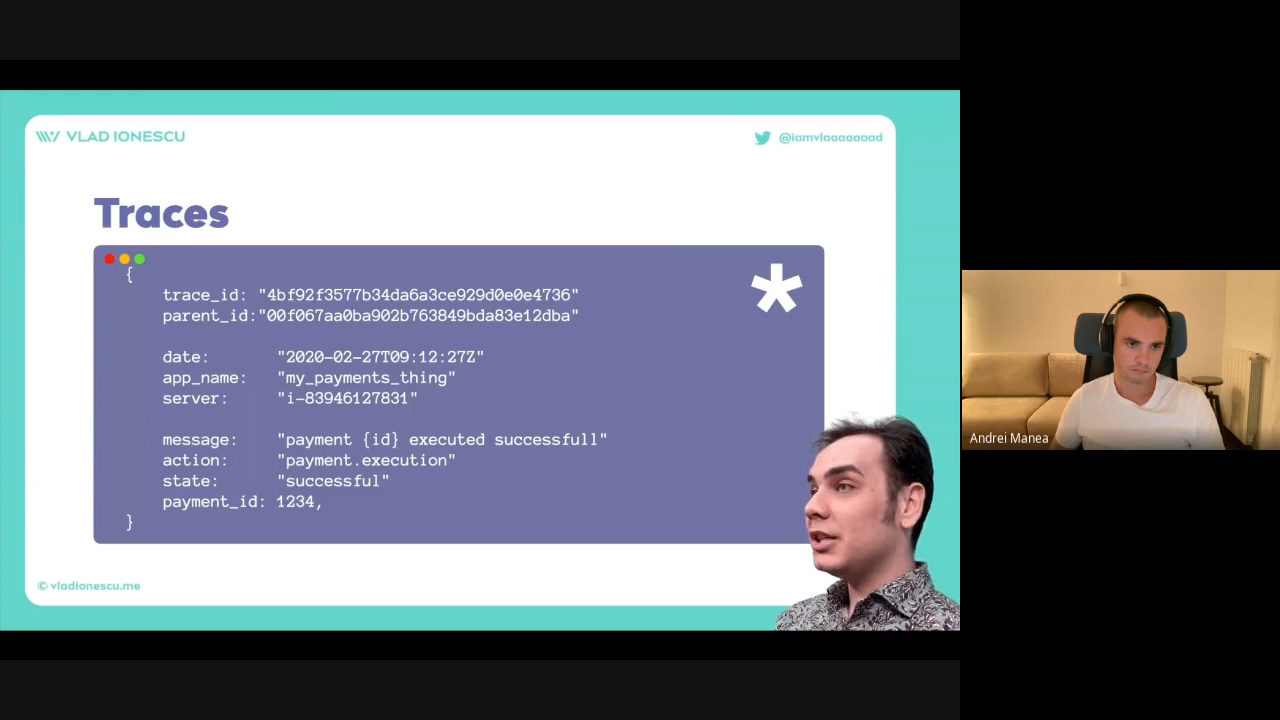 VLAD IONESCU
@iamvlaaaaaaad
Traces
*
{
trace_id: "4bf92f3577b34da6a3ce929d0e0e4736"
parent_id:"00f067aa0ba902b763849bda83e12dba"
date: "2020-02-27T09:12:27Z"
app_name: "my_payments_thing"
server: "i-83946127831"
message: "payment {id} executed successfull"
action: "payment.execution"
state: "successful"
payment_id: 1234,
}
© vladionescu.me
Andrei Manea